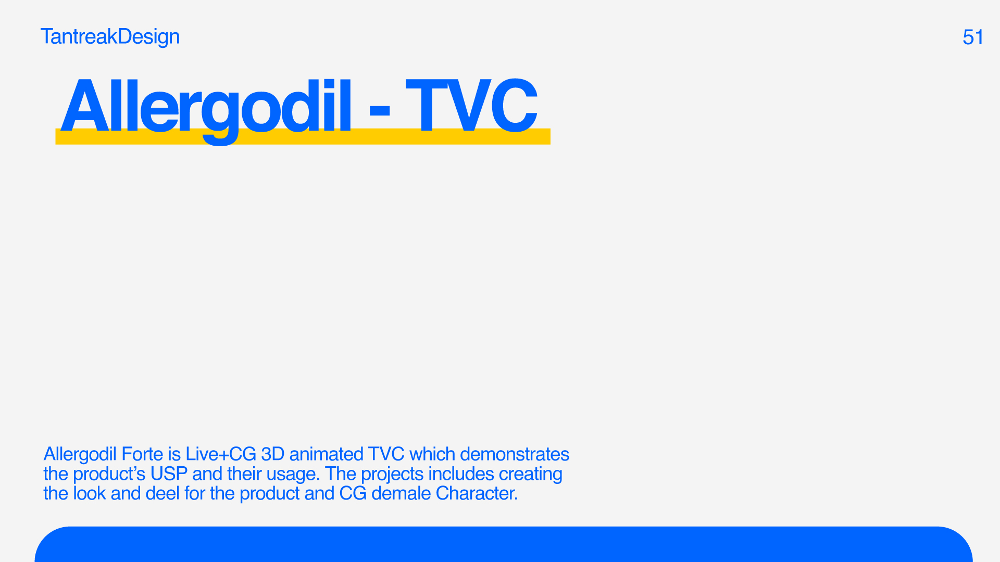 TantreakDesign
51
Allergodil - TVC
Allergodil Forte is Live+CG 3D animated TVC which demonstrates
the product’s USP and their usage. The projects includes creating
the look and deel for the product and CG demale Character.